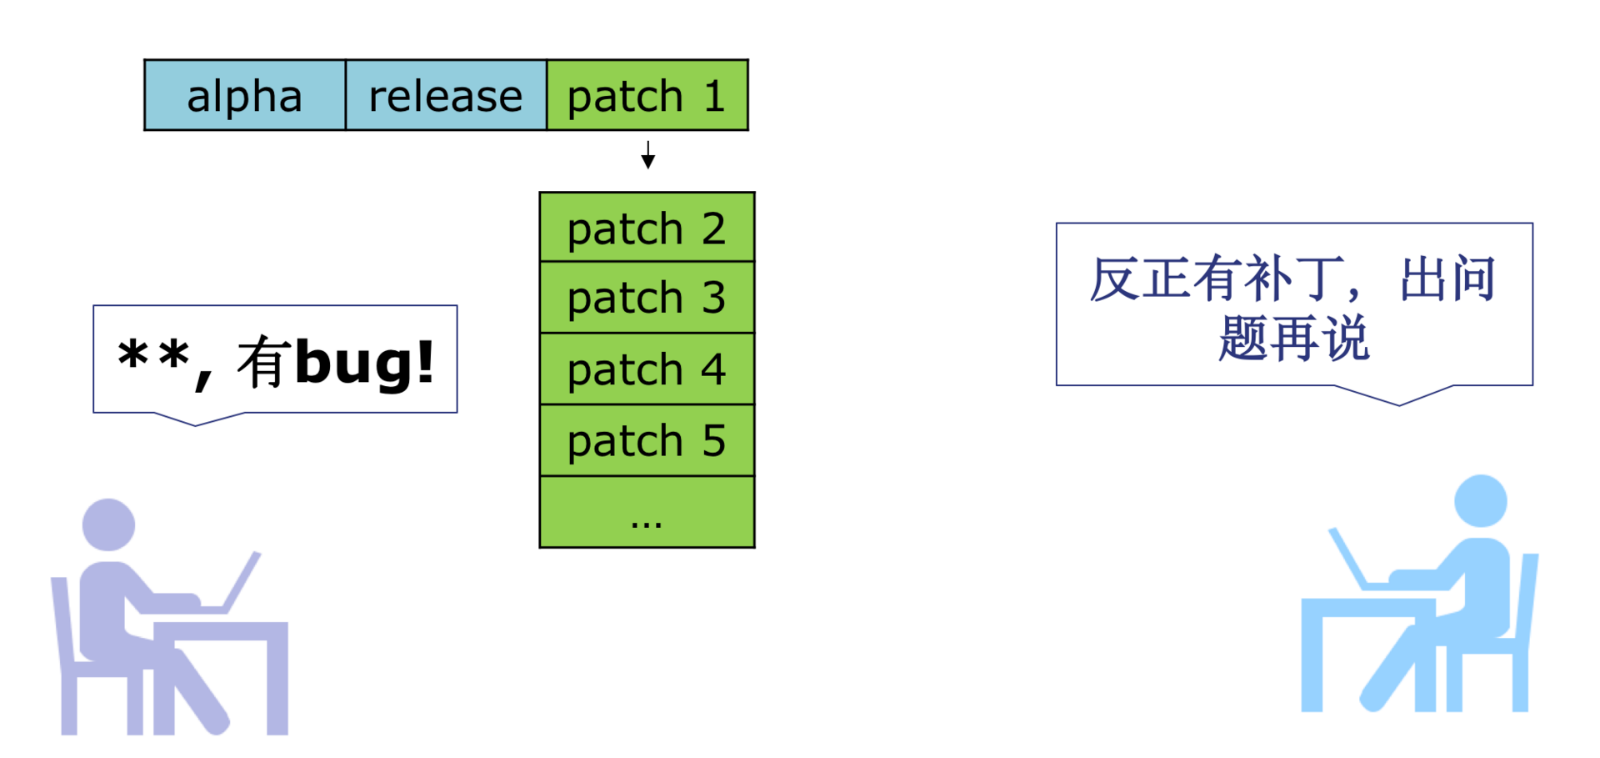 alpha release patch 1
patch 2
patch 3
patch 4
patch 5
...
**, 有bug!
反正有补丁，出问
题再说